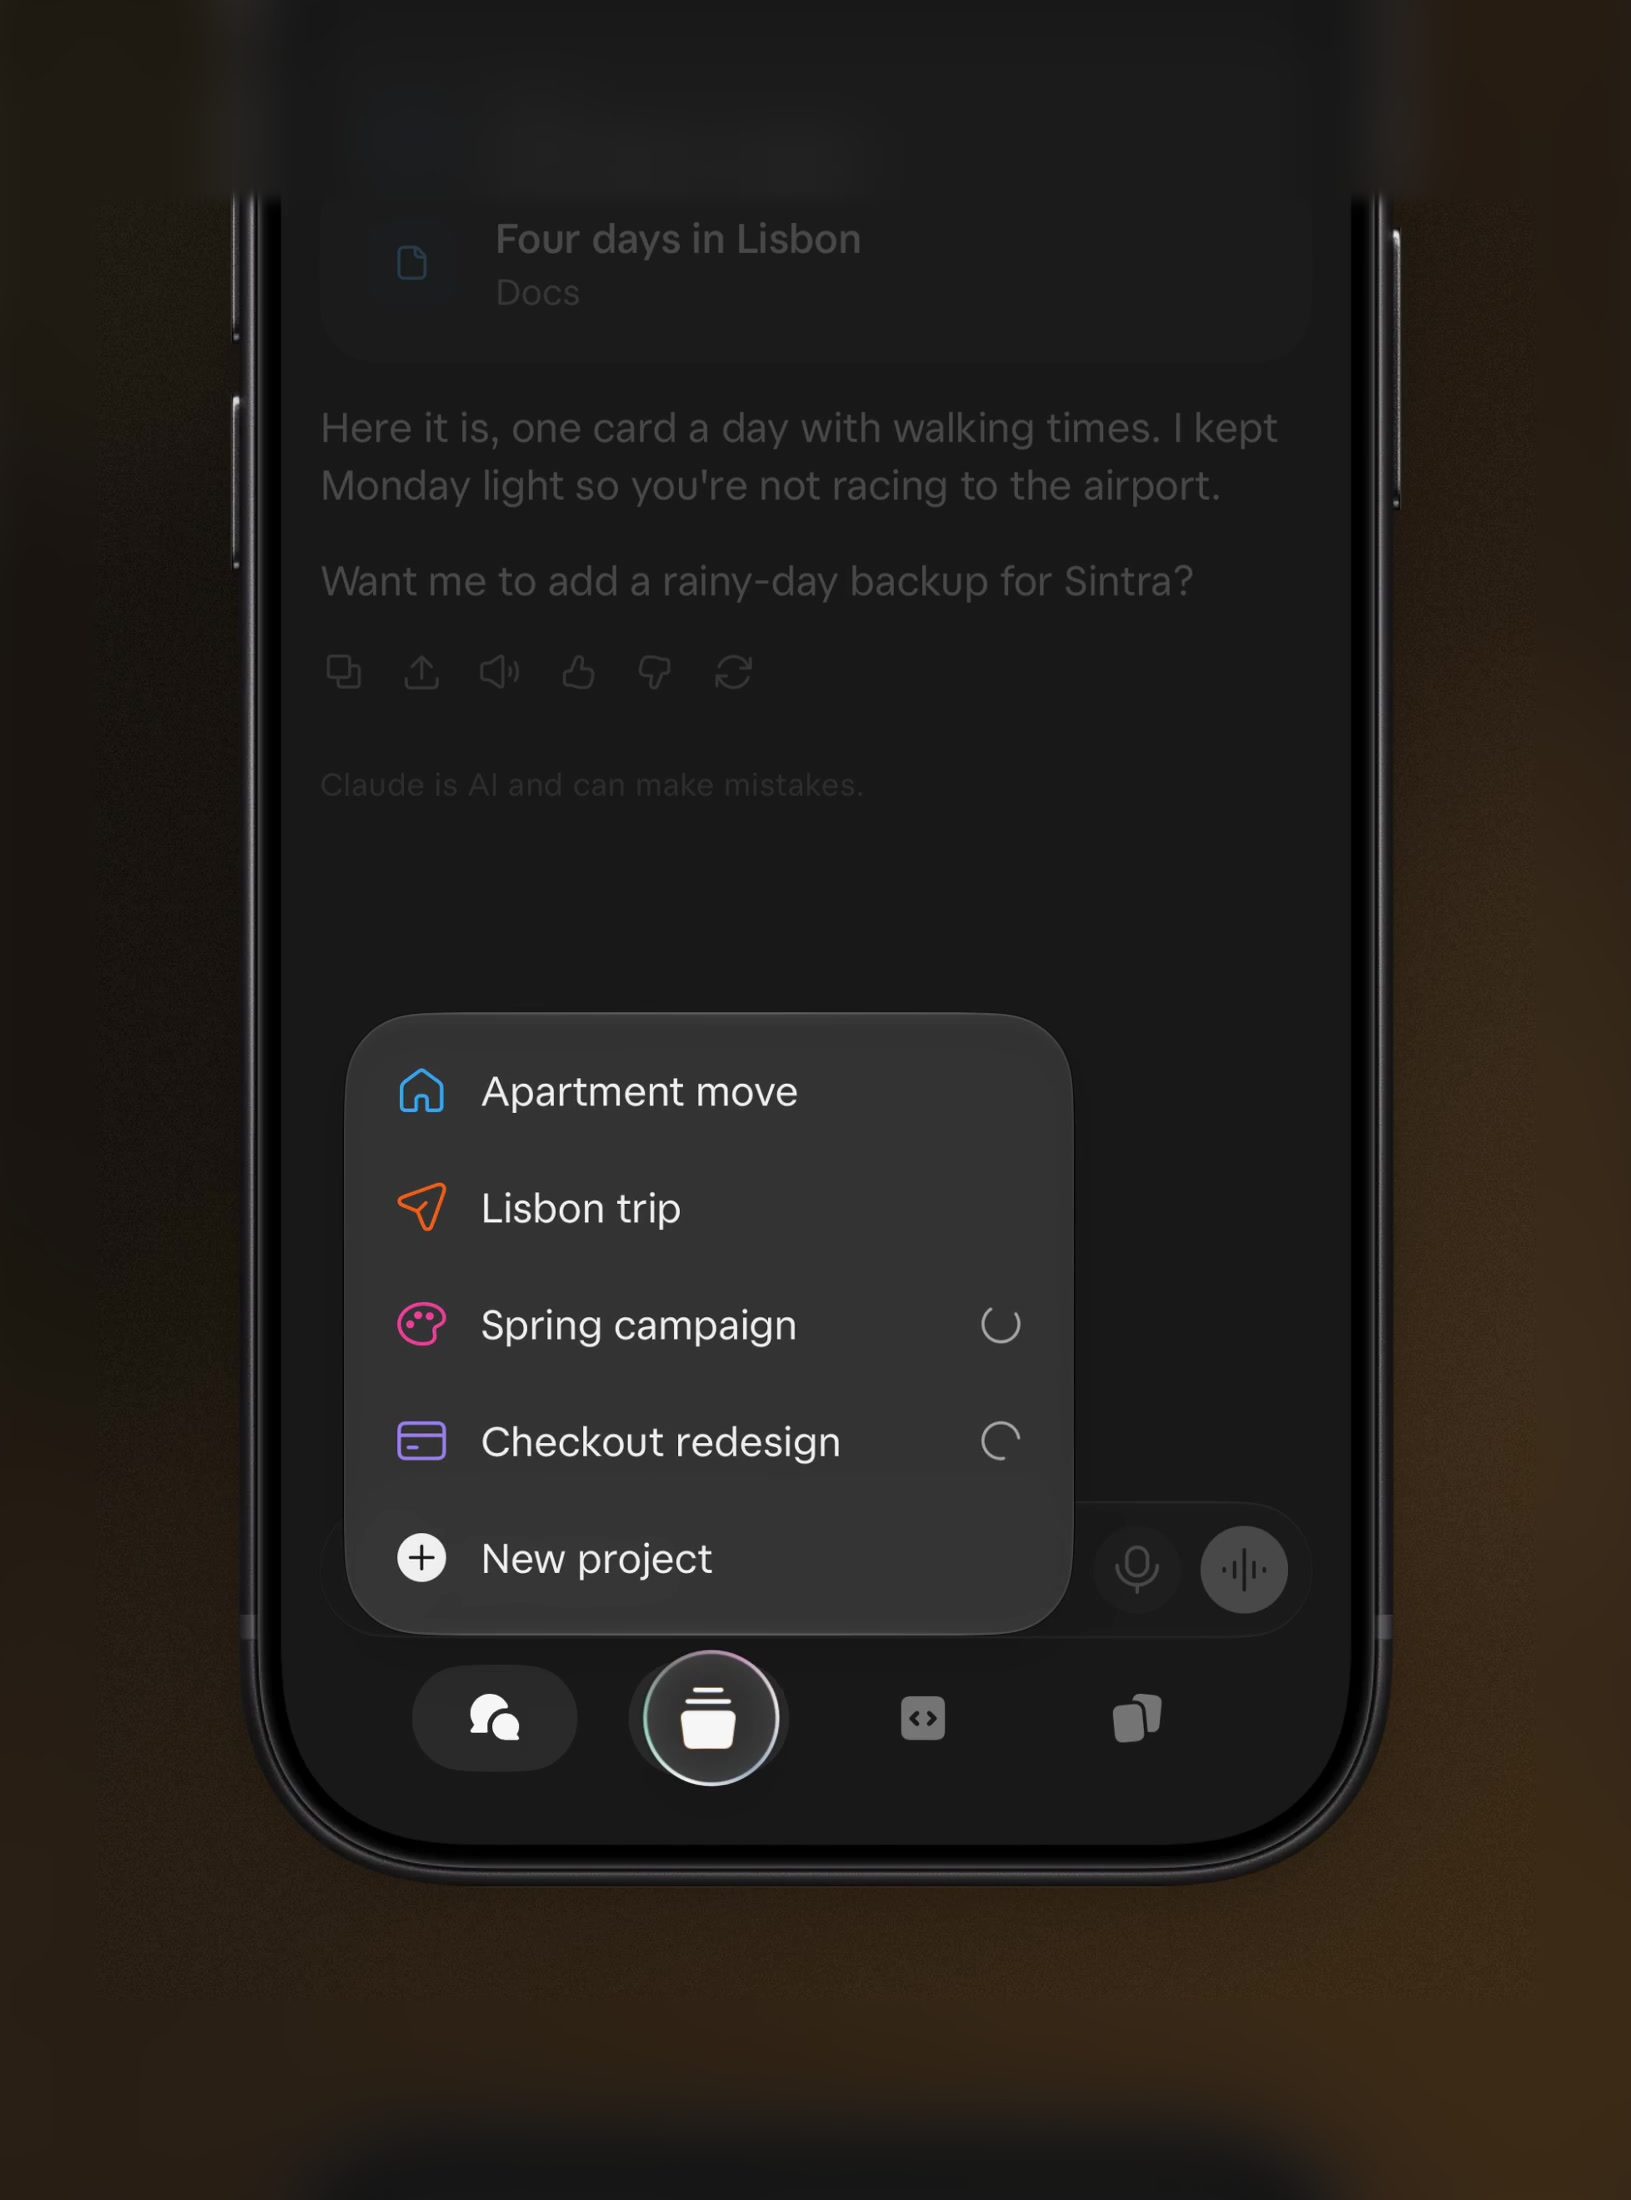 Four days in Lisbon
Docs
Here it is, one card a day with walking times. I kept
Monday light so you're not racing to the airport.
Want me to add a rainy-day backup for Sintra?
Claude is AI and can make mistakes.
Apartment move
Lisbon trip
Spring campaign
Checkout redesign
New project